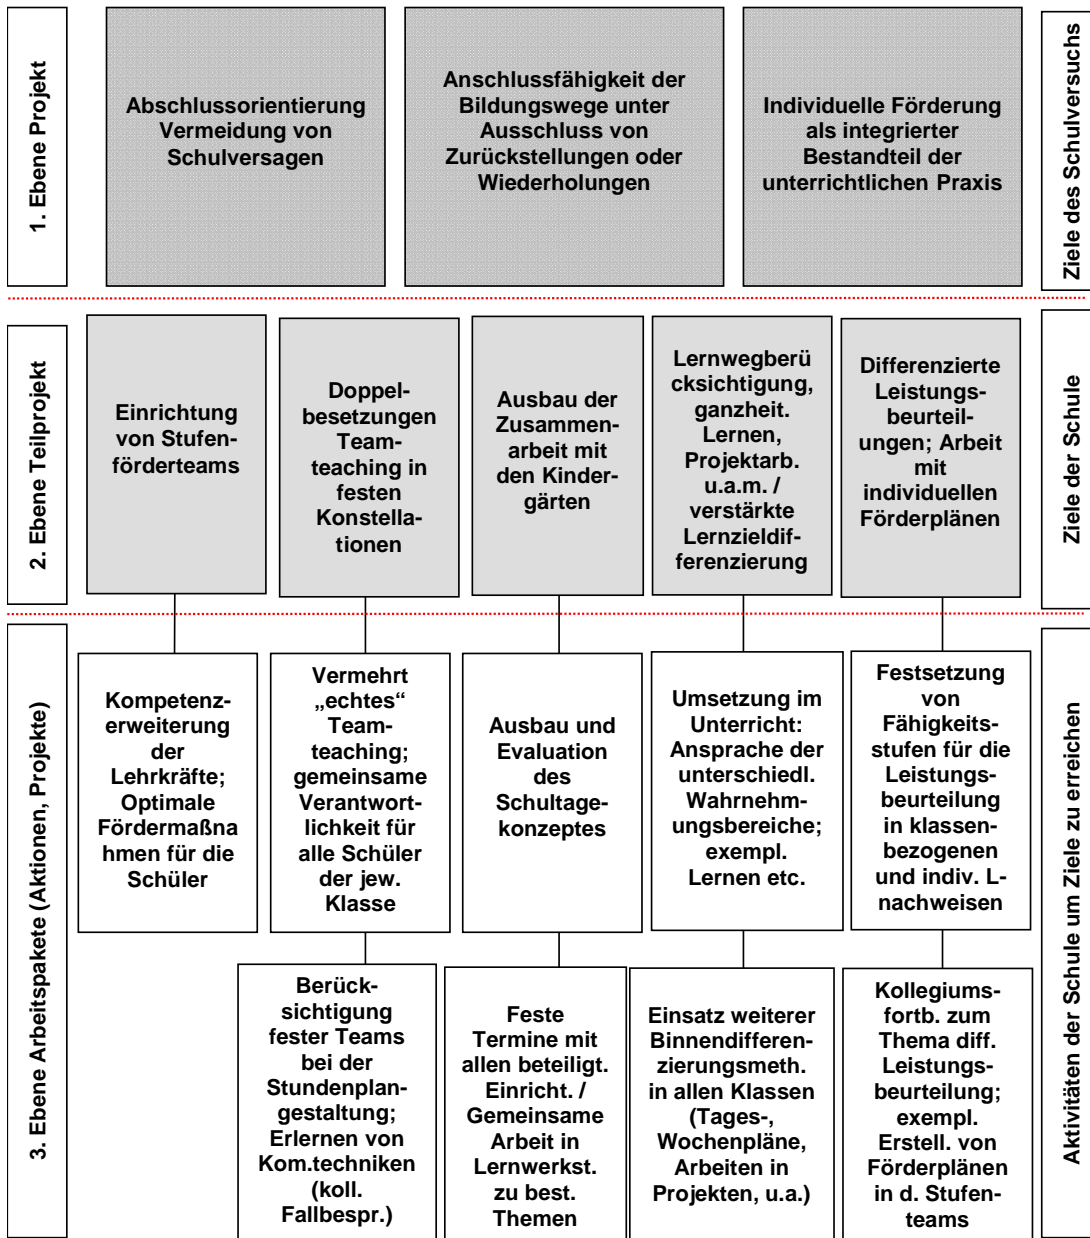 1. Ebene Projekt
Abschlussorientierung
Vermeidung von
Schulversagen
Anschlussfähigkeit der
Bildungswege unter
Ausschluss von
Zurückstellungen oder
Wiederholungen
Individuelle Förderung
als integrierter
Bestandteil der
unterrichtlichen Praxis
Ziele des Schulversuchs
2. Ebene Teilprojekt
Einrichtung
von Stufen-
förderteams
Doppel-
besetzungen
Team-
teaching in
festen
Konstella-
tionen
Ausbau der
Zusammen-
arbeit mit
den Kinder-
gärten
Lernwegberü
cksichtigung,
ganzheit.
Lernen,
Projektarb.
u.a.m. /
verstärkte
Lernzieldif-
ferenzierung
Differenzierte
Leistungs-
beurteil-
ungen; Arbeit
mit
individuellen
Förderplänen
Ziele der Schule
3. Ebene Arbeitspakete (Aktionen, Projekte)
Kompetenz-
erweiterung
der
Lehrkräfte;
Optimale
Fördermaßna
hmen für die
Schüler
Vermehrt
„echtes“
Team-
teaching;
gemeinsame
Verantwort-
lichkeit für
alle Schüler
der jew.
Klasse
Ausbau und
Evaluation
des
Schultage-
konzeptes
Umsetzung im
Unterricht:
Ansprache der
unterschiedl.
Wahrnehm-
ungsbereiche;
exempl.
Lernen etc.
Festsetzung
von
Fähigkeits-
stufen für die
Leistungs-
beurteilung
in klassen-
bezogenen
und indiv. L-
nachweisen
Berück-
sichtigung
fester Teams
bei der
Stundenplan-
gestaltung;
Erlernen von
Kom.techniken
(koll.
Fallbespr.)
Feste
Termine mit
allen beteiligt.
Einricht. /
Gemeinsame
Arbeit in
Lernwerkst.
zu best.
Themen
Einsatz weiterer
Binnendifferen-
zierungsmeth.
in allen Klassen
(Tages-,
Wochenpläne,
Arbeiten in
Projekten, u.a.)
Kollegiums-
fortb. zum
Thema diff.
Leistungs-
beurteilung;
exempl.
Erstell. von
Förderplänen
in d. Stufen-
teams
Aktivitäten der Schule um Ziele zu erreichen